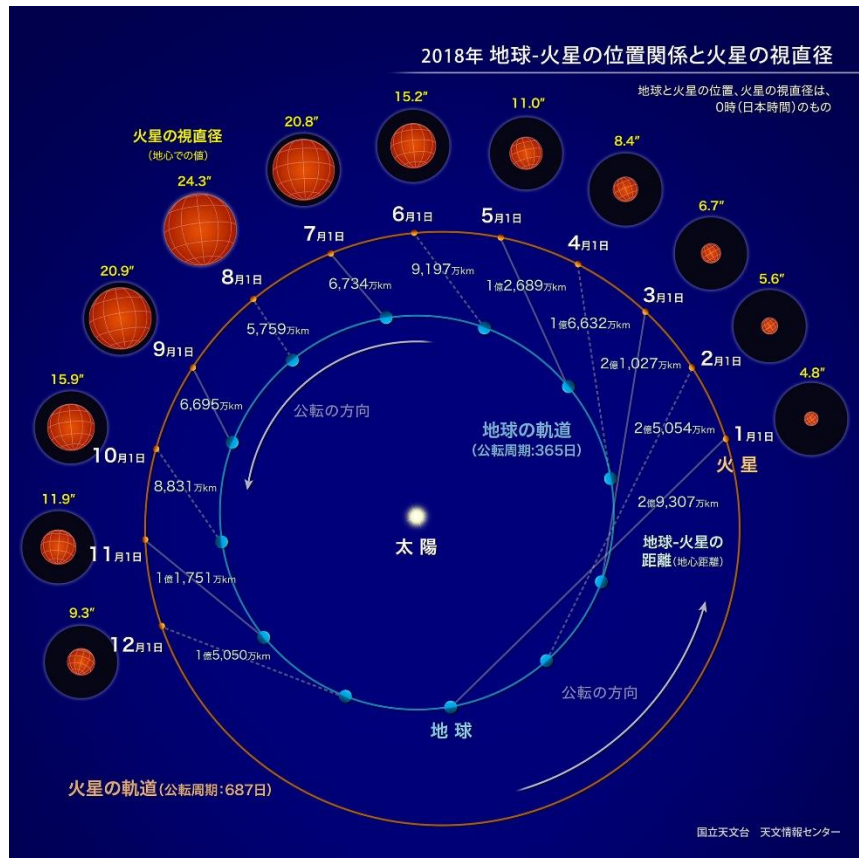 2018年 地球-火星の位置関係と火星の視直径
地球と火星の位置、火星の視直径は、
0時(日本時間)のもの
火星の視直径
(地心での値)
24.3″
20.8″
15.2″
11.0″
8.4″
6.7″
5.6″
4.8″
20.9″
15.9″
11.9″
9.3″
1月1日
火星
2月1日
3月1日
4月1日
5月1日
6月1日
7月1日
8月1日
9月1日
10月1日
11月1日
12月1日
2億9,307万km
2億5,054万km
2億1,027万km
1億6,632万km
1億2,689万km
9,197万km
6,734万km
5,759万km
6,695万km
8,831万km
1億1,751万km
1億5,050万km
公転の方向
地球の軌道
(公転周期:365日)
太陽
地球-火星の
距離(地心距離)
公転の方向
地球
火星の軌道(公転周期:687日)
国立天文台 天文情報センター